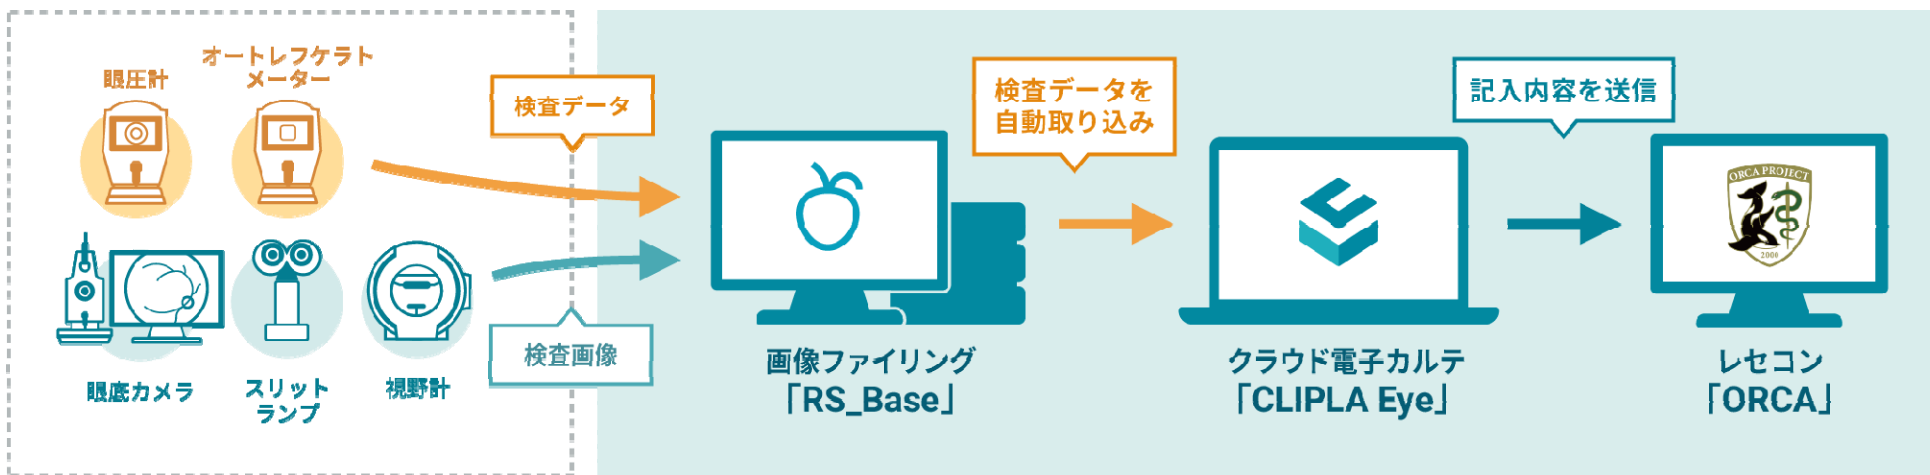 眼圧計
オートレフケラト
メーター
検査データ
眼底カメラ
スリット
ランプ
視野計
検査画像
画像ファイリング
「RS_Base」
検査データを
自動取り込み
クラウド電子カルテ
「CLIPLA Eye」
記入内容を送信
ORCA PROJECT
2000
レセコン
「ORCA」